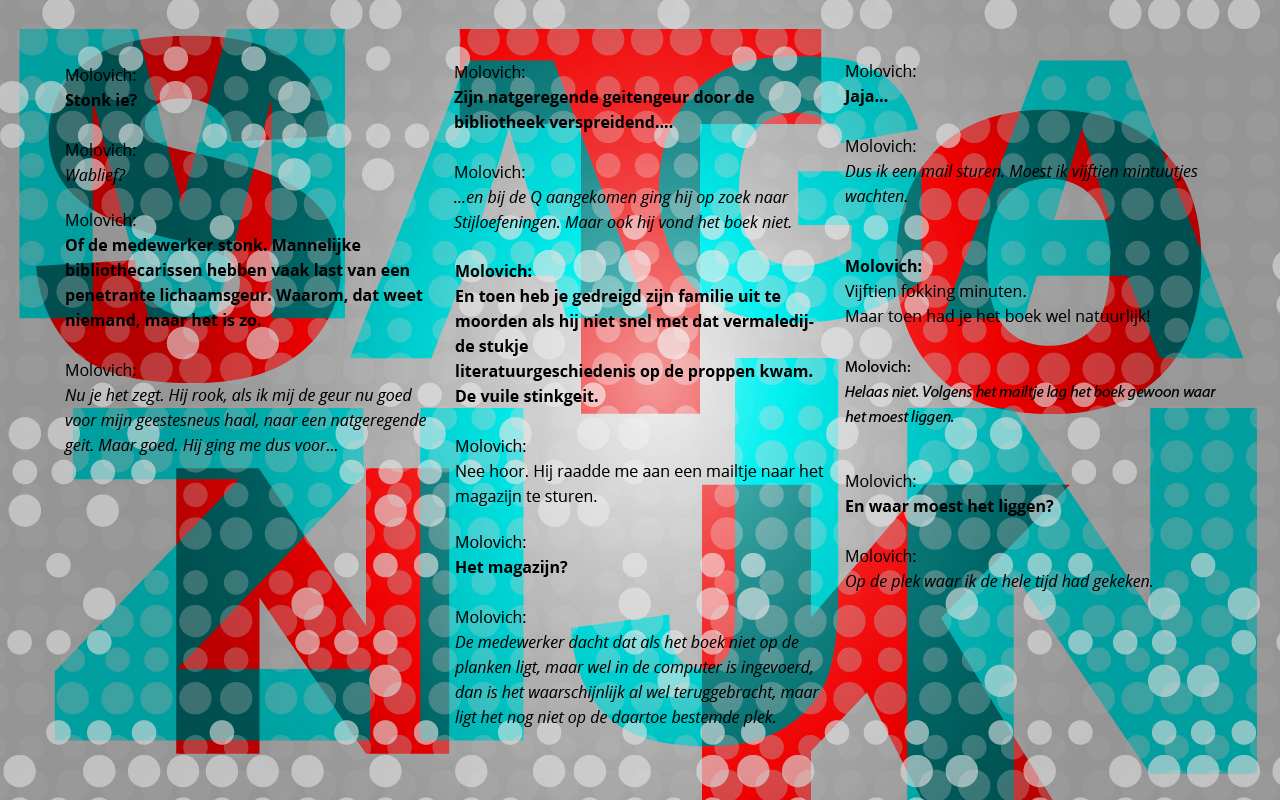 MAGA
ZIJN
STO
NK
Molovich:
Stonk ie?
Molovich:
Wablief?
Molovich:
Of de medewerker stonk. Mannelijke
bibliothecarissen hebben vaak last van een
penetrante lichaamsgeur. Waarom, dat weet
niemand, maar het is zo.
Molovich:
Nu je het zegt. Hij rook, als ik mij de geur nu goed
voor mijn geestesneus haal, naar een natgeregende
geit. Maar goed. Hij ging me dus voor...
Molovich:
Zijn natgeregende geitengeur door de
bibliotheek verspreidend....
Molovich:
...en bij de Q aangekomen ging hij op zoek naar
Stijloefeningen. Maar ook hij vond het boek niet.
Molovich:
En toen heb je gedreigd zijn familie uit te
moorden als hij niet snel met dat vermaledij-
de stukje
literatuurgeschiedenis op de proppen kwam.
De vuile stinkgeit.
Molovich:
Nee hoor. Hij raadde me aan een mailtje naar het
magazijn te sturen.
Molovich:
Het magazijn?
Molovich:
De medewerker dacht dat als het boek niet op de
planken ligt, maar wel in de computer is ingevoerd,
dan is het waarschijnlijk al wel teruggebracht, maar
ligt het nog niet op de daartoe bestemde plek.
Molovich:
Jaja...
Molovich:
Dus ik een mail sturen. Moest ik vijftien mintuutjes
wachten.
Molovich:
Vijftien fokking minuten.
Maar toen had je het boek wel natuurlijk!
Molovich:
Helaas niet. Volgens het mailtje lag het boek gewoon waar
het moest liggen.
Molovich:
En waar moest het liggen?
Molovich:
Op de plek waar ik de hele tijd had gekeken.